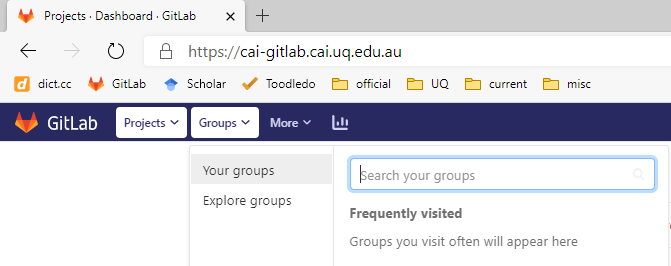 Projects · Dashboard · GitLab
https://cai-gitlab.cai.uq.edu.au
dict.cc GitLab Scholar Toodledo official UQ current misc
GitLab Projects Groups More
Your groups
Search your groups
Explore groups
Frequently visited
Groups you visit often will appear here